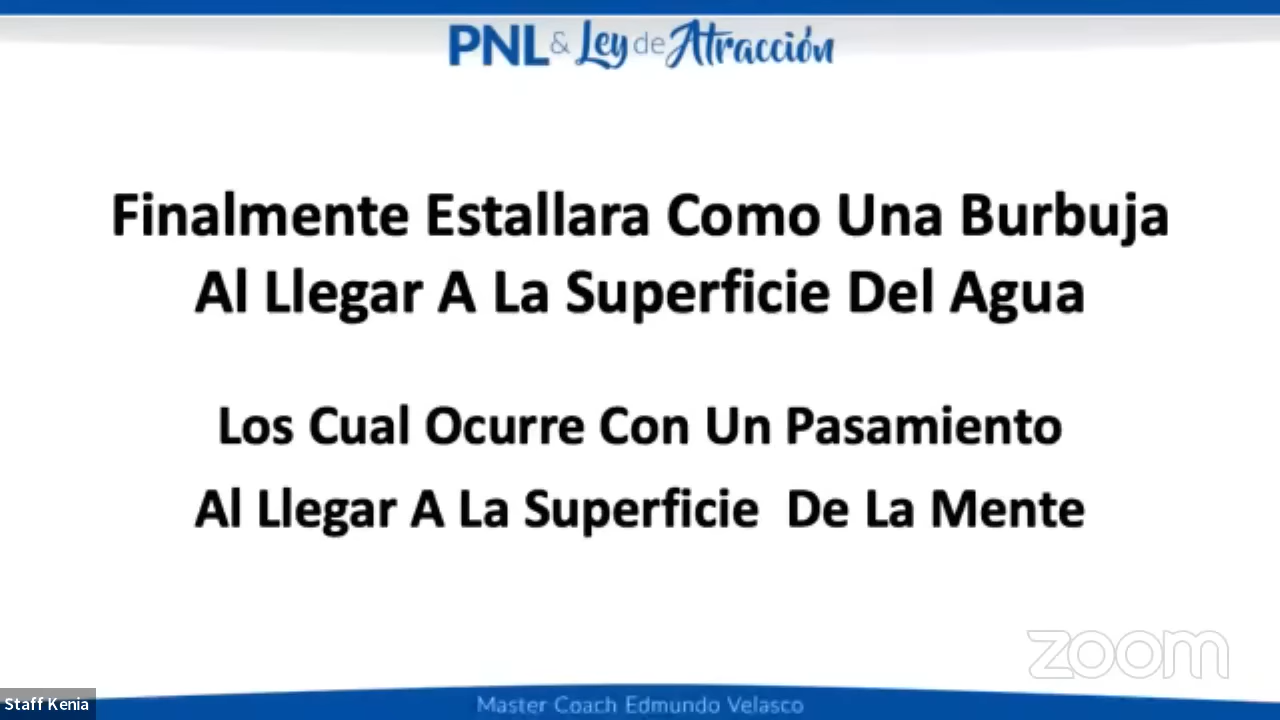 PNL & Ley de Atracción
Finalmente Estallara Como Una Burbuja
Al Llegar A La Superficie Del Agua
Los Cual Ocurre Con Un Pasamiento
Al Llegar A La Superficie De La Mente
zoom
Staff Kenia
Master Coach Edmundo Velasco